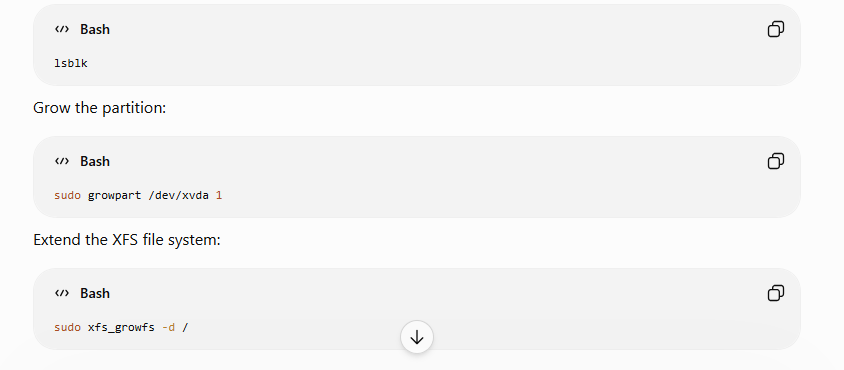 Bash
lsblk
Grow the partition:
Bash
sudo growpart /dev/xvda 1
Extend the XFS file system:
Bash
sudo xfs_growfs -d /